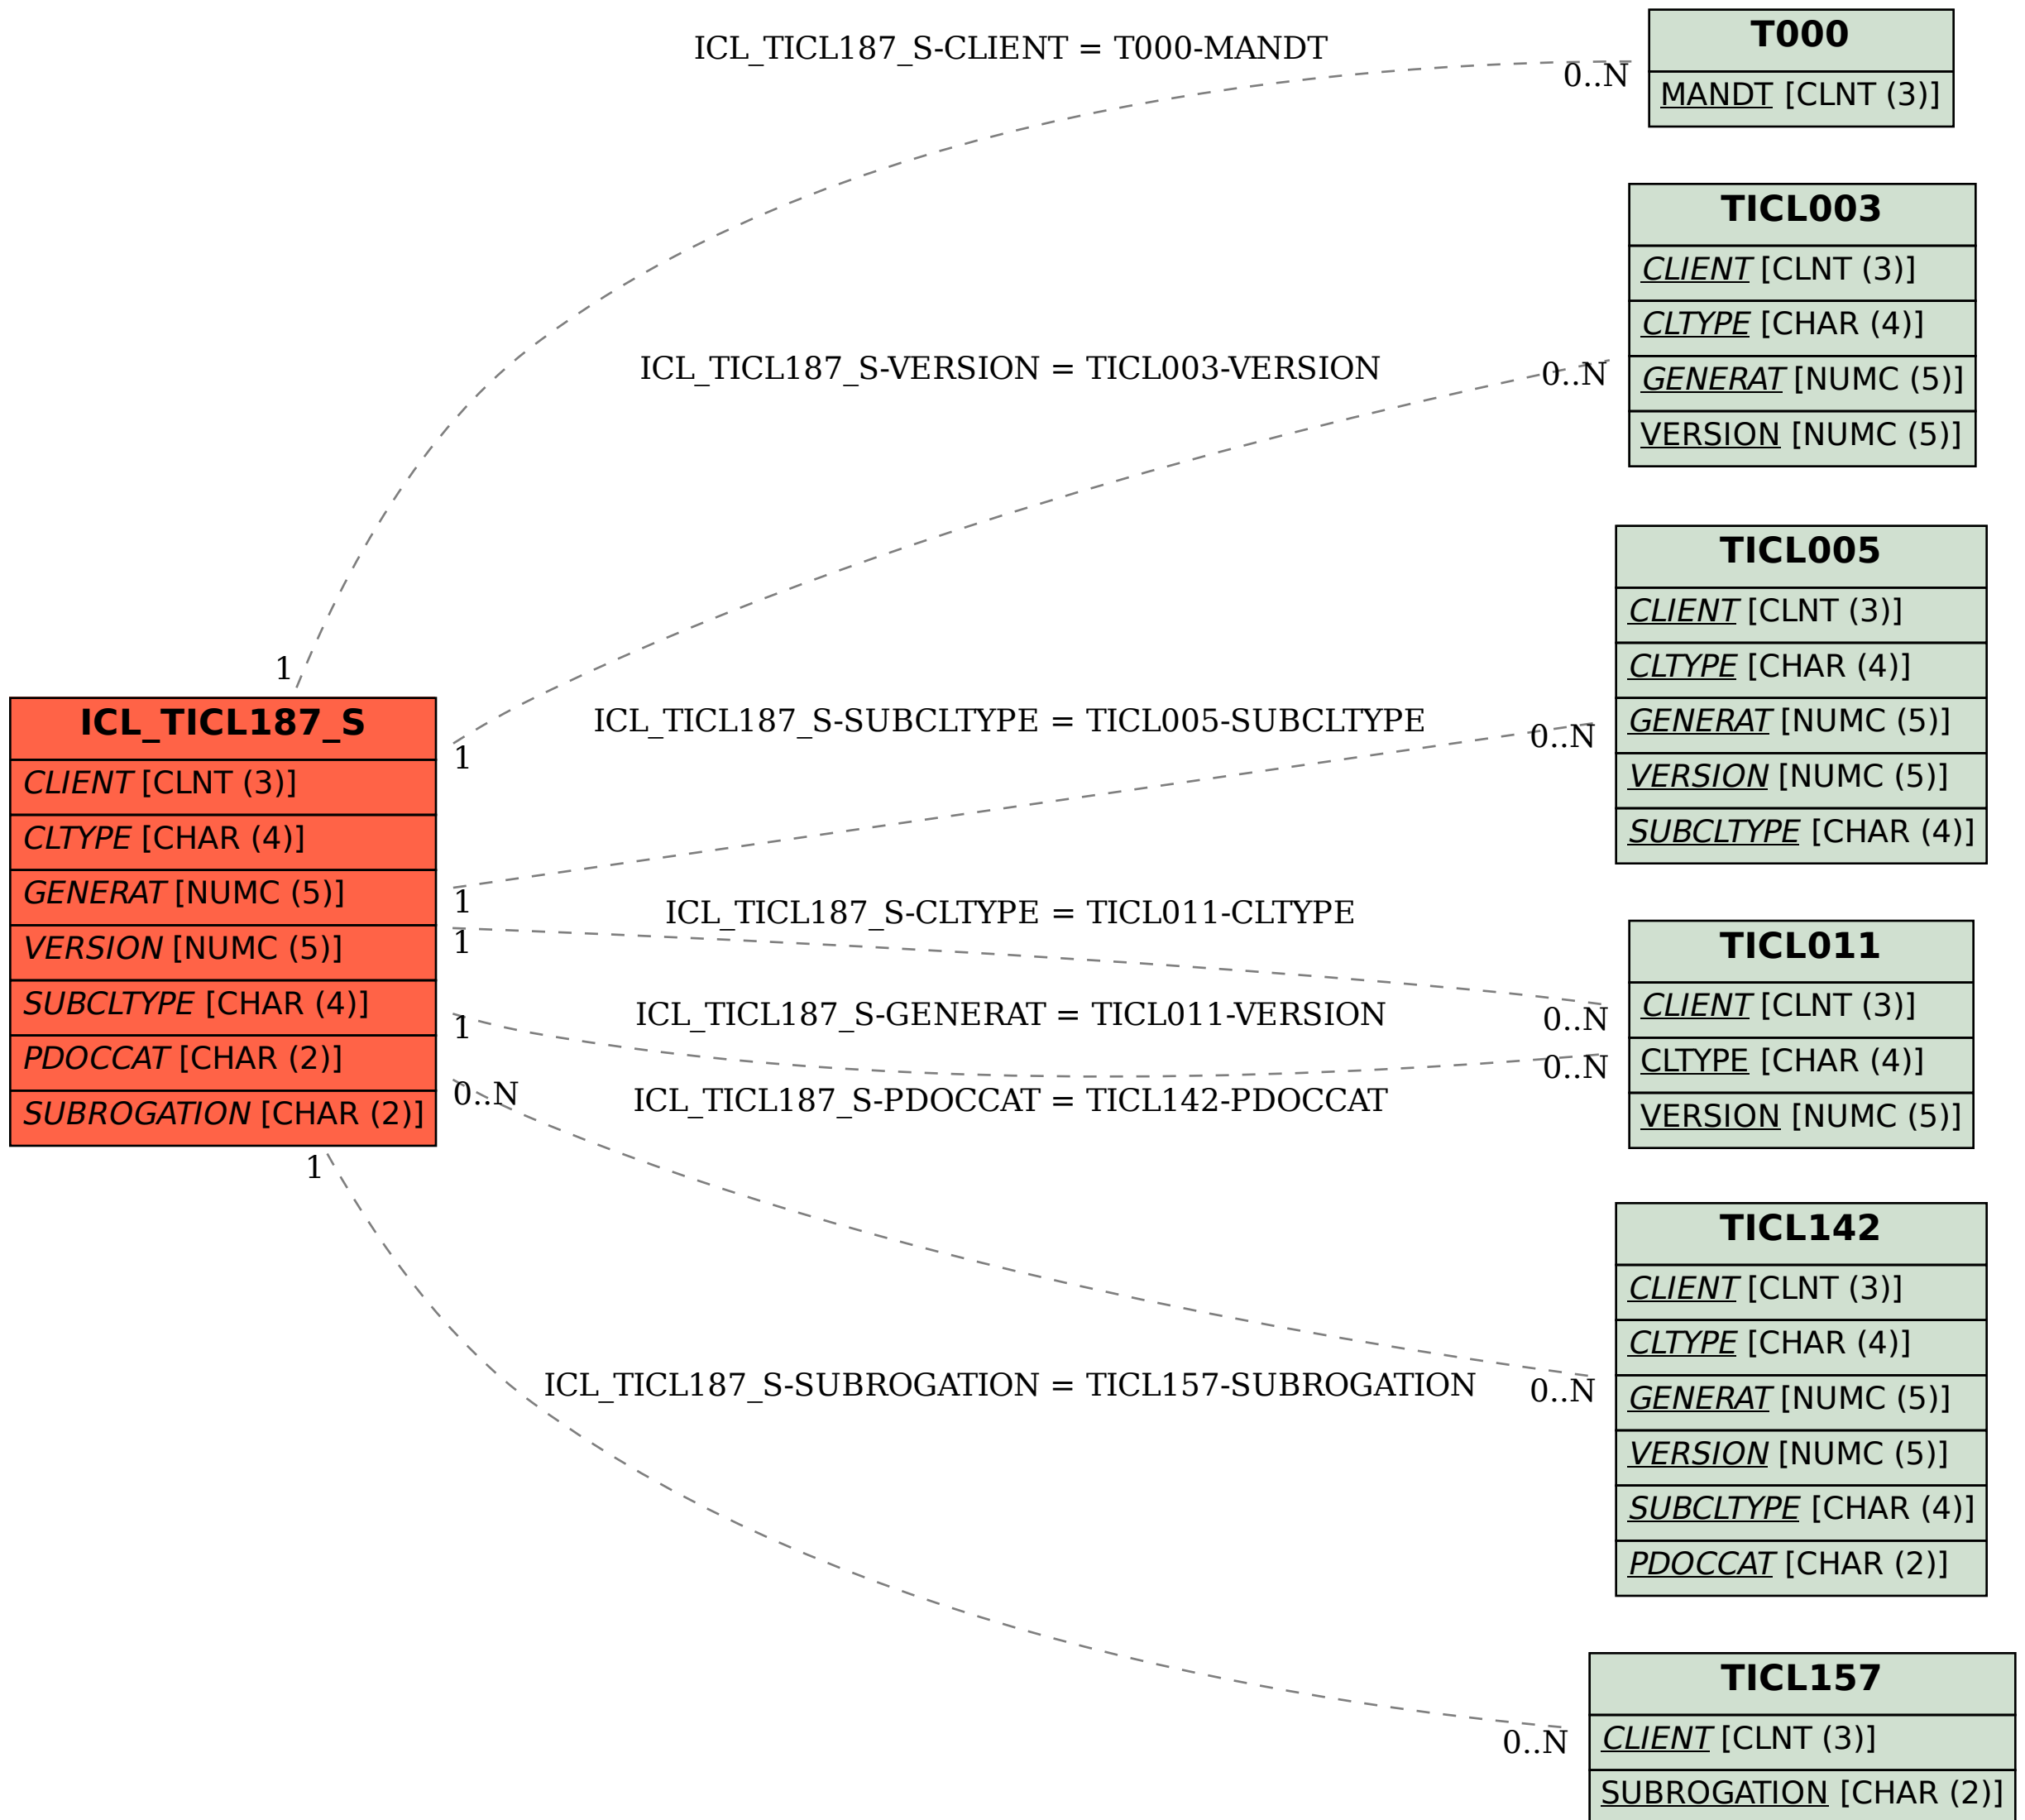 ICL_TICL187_S-CLIENT = T000-MANDT
0..N
1
T000
MANDT [CLNT (3)]
ICL_TICL187_S-VERSION = TICL003-VERSION
0..N
1
TICL003
CLIENT [CLNT (3)]
CLTYPE [CHAR (4)]
GENERAT [NUMC (5)]
VERSION [NUMC (5)]
ICL_TICL187_S-SUBCLTYPE = TICL005-SUBCLTYPE
0..N
1
TICL005
CLIENT [CLNT (3)]
CLTYPE [CHAR (4)]
GENERAT [NUMC (5)]
VERSION [NUMC (5)]
SUBCLTYPE [CHAR (4)]
ICL_TICL187_S
CLIENT [CLNT (3)]
CLTYPE [CHAR (4)]
GENERAT [NUMC (5)]
VERSION [NUMC (5)]
SUBCLTYPE [CHAR (4)]
PDOCCAT [CHAR (2)]
SUBROGATION [CHAR (2)]
ICL_TICL187_S-CLTYPE = TICL011-CLTYPE
1
0..N
ICL_TICL187_S-GENERAT = TICL011-VERSION
1
0..N
TICL011
CLIENT [CLNT (3)]
CLTYPE [CHAR (4)]
VERSION [NUMC (5)]
ICL_TICL187_S-PDOCCAT = TICL142-PDOCCAT
0..N
0..N
TICL142
CLIENT [CLNT (3)]
CLTYPE [CHAR (4)]
GENERAT [NUMC (5)]
VERSION [NUMC (5)]
SUBCLTYPE [CHAR (4)]
PDOCCAT [CHAR (2)]
ICL_TICL187_S-SUBROGATION = TICL157-SUBROGATION
1
0..N
TICL157
CLIENT [CLNT (3)]
SUBROGATION [CHAR (2)]